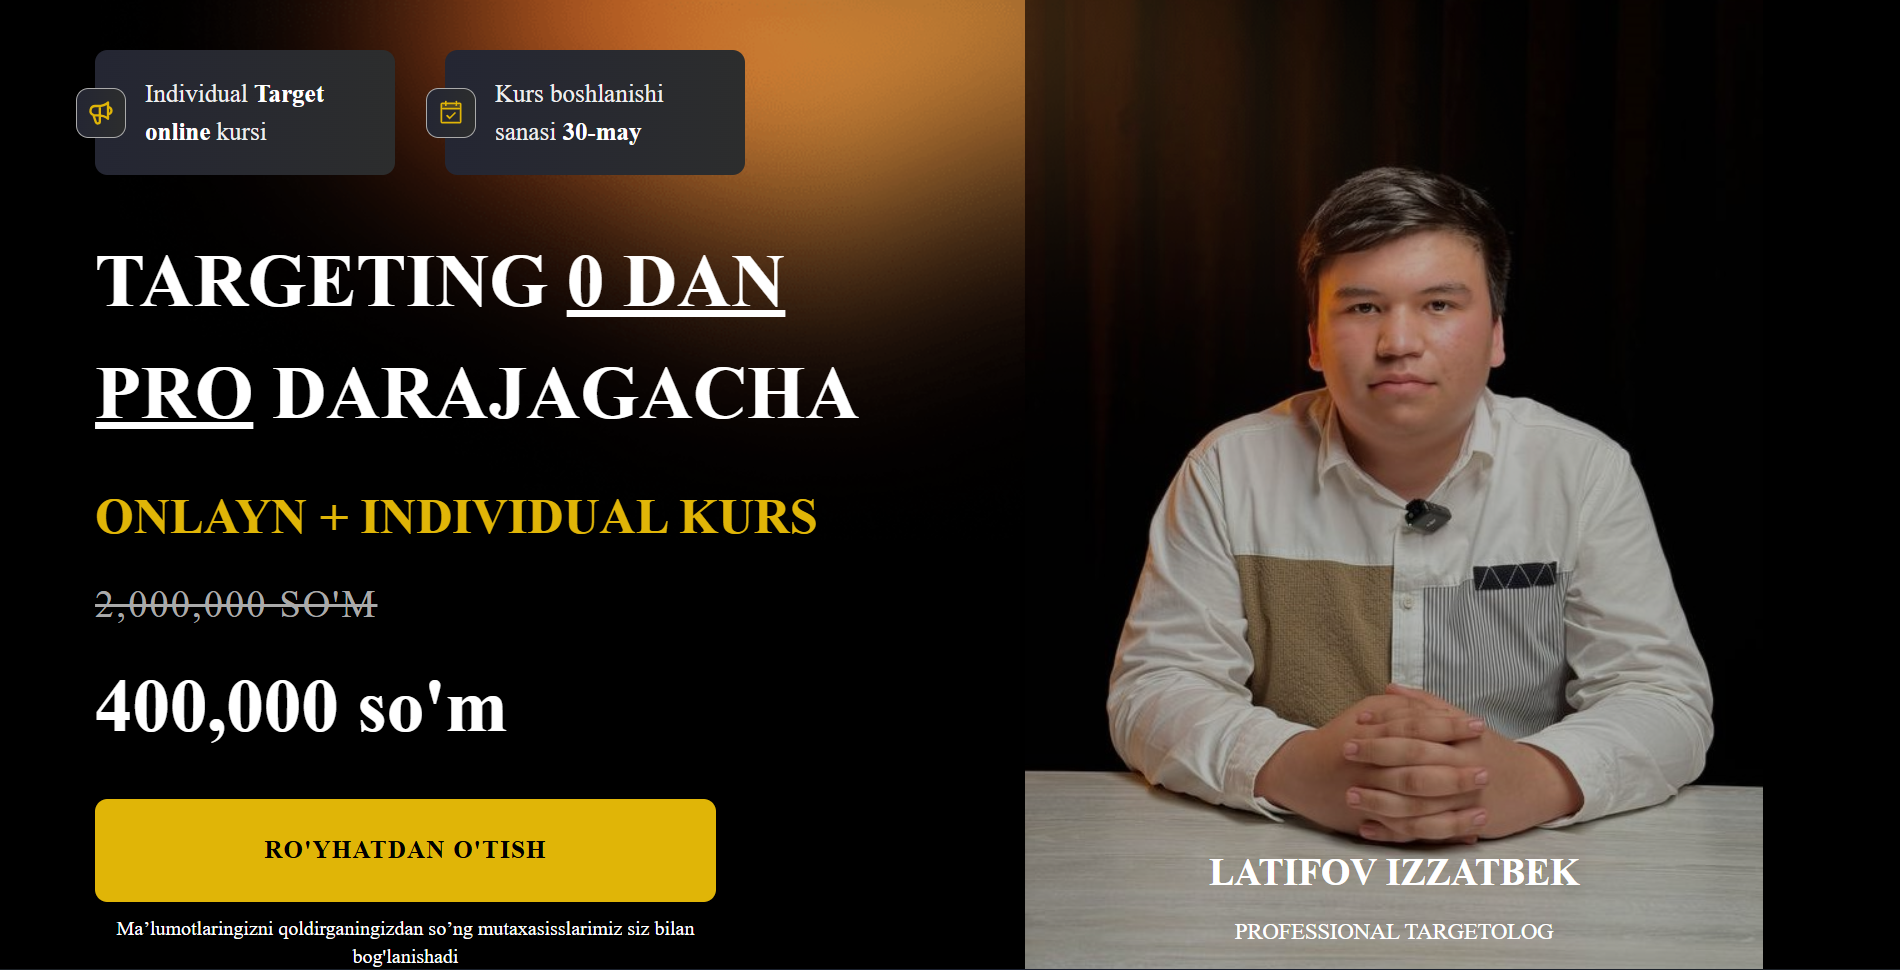 Individual Target
online kursi
Kurs boshlanishi
sanasi 30-may
TARGETING 0 DAN
PRO DARAJAGACHA
ONLAYN + INDIVIDUAL KURS
2,000,000 SO'M
400,000 so'm
RO'YHATDAN O'TISH
Ma’lumotlaringizni qoldirganingizdan so’ng mutaxasisslarimiz siz bilan
bog'lanishadi
LATIFOV IZZATBEK
PROFESSIONAL TARGETOLOG